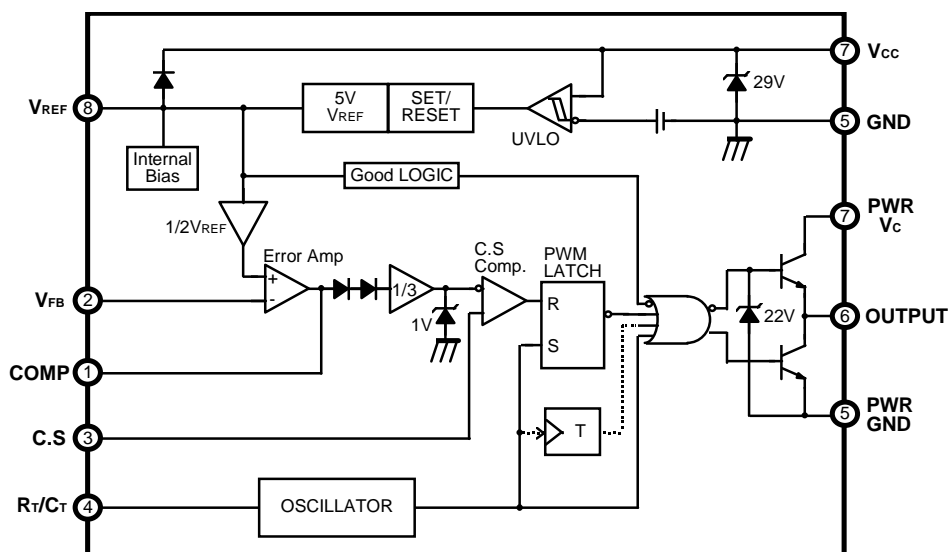 7 VCC
29V
VREF 8
5V VREF
SET/ RESET
UVLO
5 GND
Internal Bias
Good LOGIC
1/2VREF
7 PWR VC
Error Amp
C.S Comp.
PWM LATCH
+
-
1/3
R
VFB 2
1V
22V
6 OUTPUT
S
COMP 1
5 PWR GND
C.S 3
T
RT/CT 4
OSCILLATOR